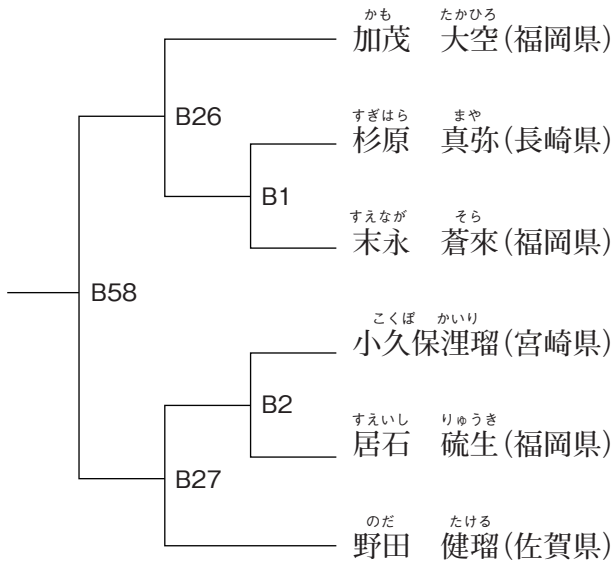 かも　たかひろ
加茂　大空(福岡県)
B26
すぎはら　まや
杉原　真弥(長崎県)
B1
すえなが　そら
末永　蒼來(福岡県)
B58
こくぼ　かいり
小久保浬瑠(宮崎県)
B2
すえいし　りゅうき
居石　硫生(福岡県)
B27
のだ　たける
野田　健瑠(佐賀県)